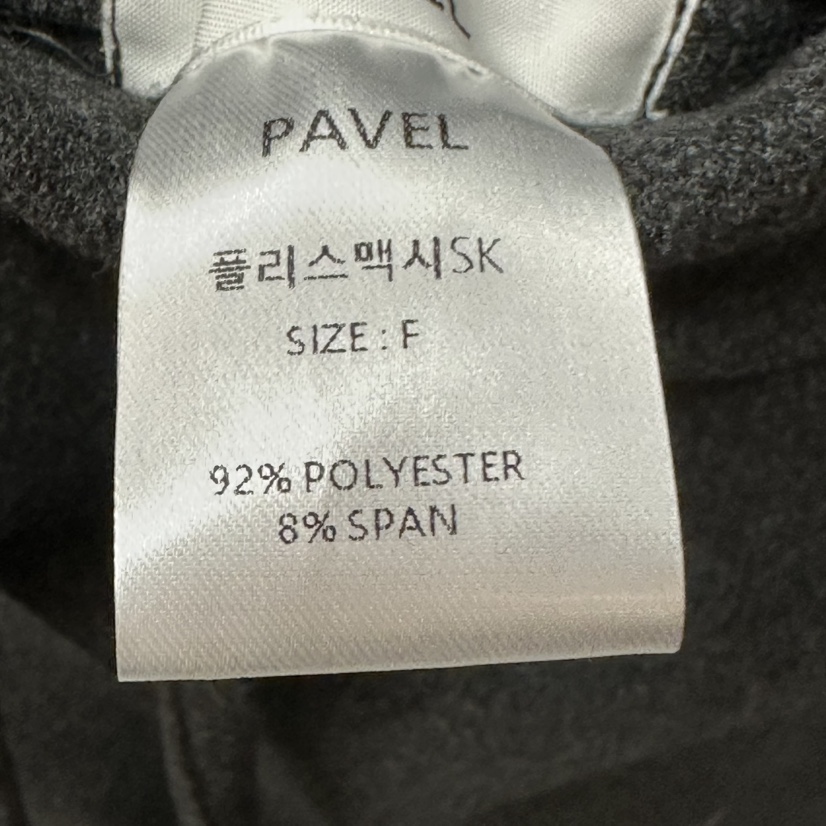 PAVEL
플리스맥시SK
SIZE : F
92% POLYESTER
8% SPAN